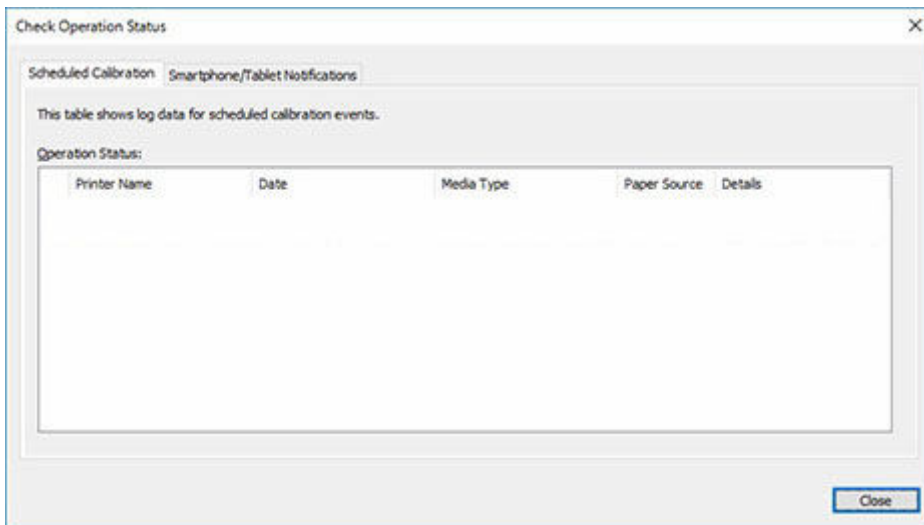 Check Operation Status
Scheduled Calibration Smartphone/Tablet Notifications
This table shows log data for scheduled calibration events.
Operation Status:
Printer Name Date Media Type Paper Source Details
Close